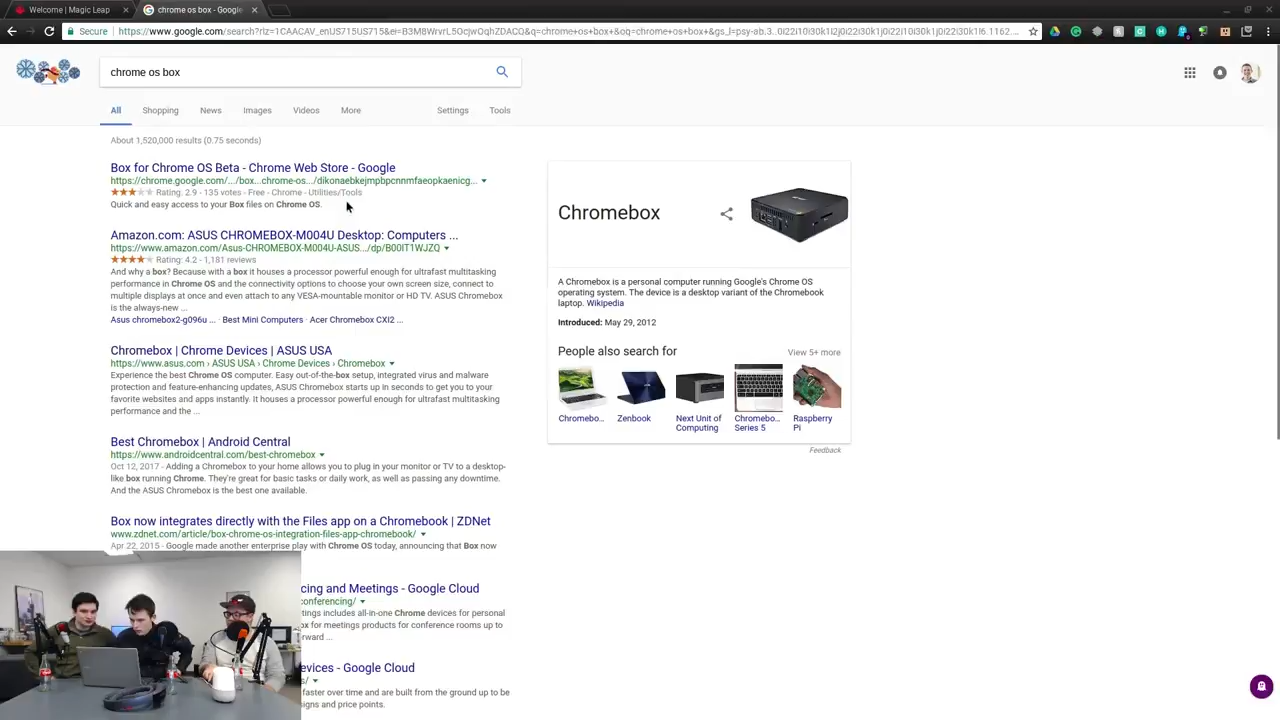 Welcome | Magic Leap
chrome os box - Google
Secure
chrome os box
All
Shopping
News
Images
Videos
More
Settings
Tools
About 1,520,000 results (0.75 seconds)
Box for Chrome OS Beta - Chrome Web Store - Google
https://chrome.google.com/.../box...chrome-os.../dikonaebkejmpbpcnnmfaeopkaenicg...
Rating: 2.9 - 135 votes - Free - Chrome - Utilities/Tools
Quick and easy access to your Box files on Chrome OS.
Amazon.com: ASUS CHROMEBOX-M004U Desktop: Computers ...
https://www.amazon.com/Asus-CHROMEBOX-M004U-ASUS.../dp/B00IT1WJZQ
Rating: 4.2 - 1,181 reviews
And why a box? Because with a box it houses a processor powerful enough for ultrafast multitasking
performance in Chrome OS and the connectivity options to choose your own screen size, connect to
multiple displays at once and even attach to any VESA-mountable monitor or HD TV. ASUS Chromebox
is the always-new ...
Asus chromebox2-g096u ... · Best Mini Computers · Acer Chromebox CXI2 ...
Chromebox | Chrome Devices | ASUS USA
https://www.asus.com › ASUS USA › Chrome Devices › Chromebox
Experience the best Chrome OS computer. Easy out-of-the-box setup, integrated virus and malware
protection and feature-enhancing updates, ASUS Chromebox starts up in seconds to get you to your
favorite websites and apps instantly. It houses a processor powerful enough for ultrafast multitasking
performance and the ...
Best Chromebox | Android Central
https://www.androidcentral.com/best-chromebox
Oct 12, 2017 - Adding a Chromebox to your home allows you to plug in your monitor or TV to a desktop-
like box running Chrome. They're great for basic tasks or daily work, as well as passing any downtime.
And the ASUS Chromebox is the best one available.
Box now integrates directly with the Files app on a Chromebook | ZDNet
www.zdnet.com/article/box-chrome-os-integration-files-app-chromebook/
Apr 22, 2015 - Google made another enterprise play with Chrome OS today, announcing that Box now
cing and Meetings - Google Cloud
conferencing/
tings includes all-in-one Chrome devices for personal
ox for meetings products for conference rooms up to
rward ...
evices - Google Cloud
s/
faster over time and are built from the ground up to be
signs and price points.
Chromebox
A Chromebox is a personal computer running Google's Chrome OS
operating system. The device is a desktop variant of the Chromebook
laptop. Wikipedia
Introduced: May 29, 2012
People also search for
View 5+ more
Chromebo...
Zenbook
Next Unit of
Computing
Chromebo...
Series 5
Raspberry
Pi
Feedback